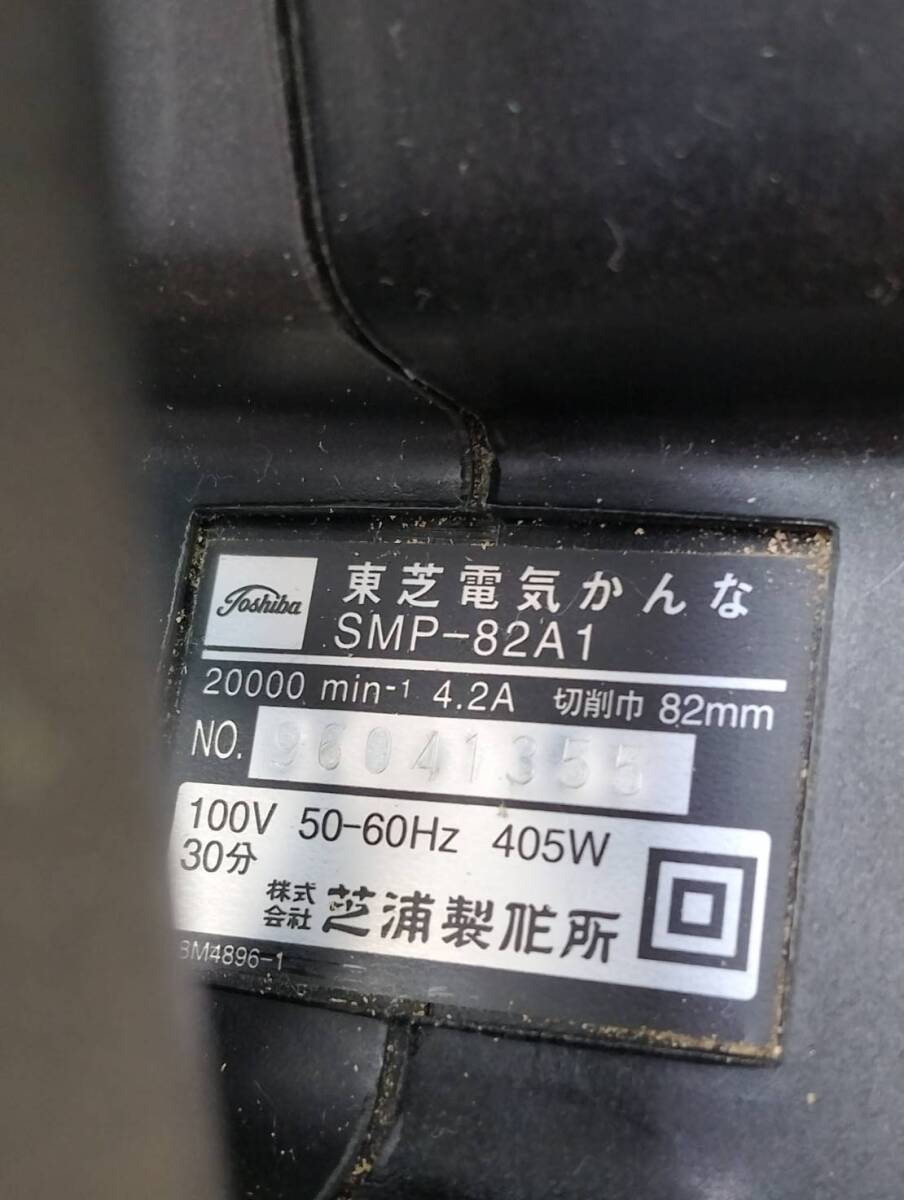 Toshiba
東芝電気かんな
SMP-82A1
20000 min-1 4.2A 切削巾 82mm
NO. 96041355
100V 50-60Hz 405W
30分
株式会社 芝浦製作所
BM4896-1